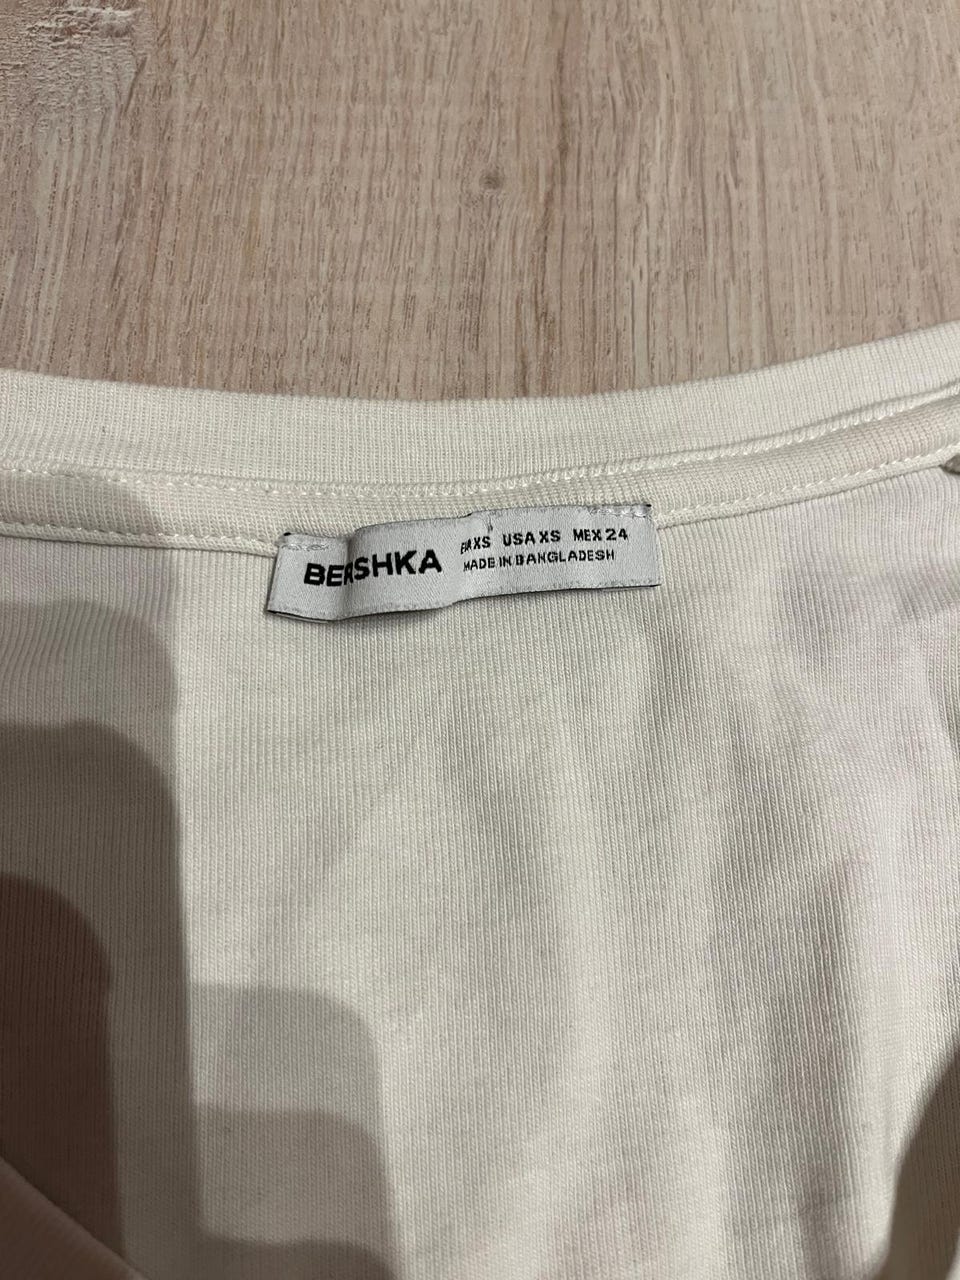 BERSHKA
EUR XS USA XS MEX 24
MADE IN BANGLADESH